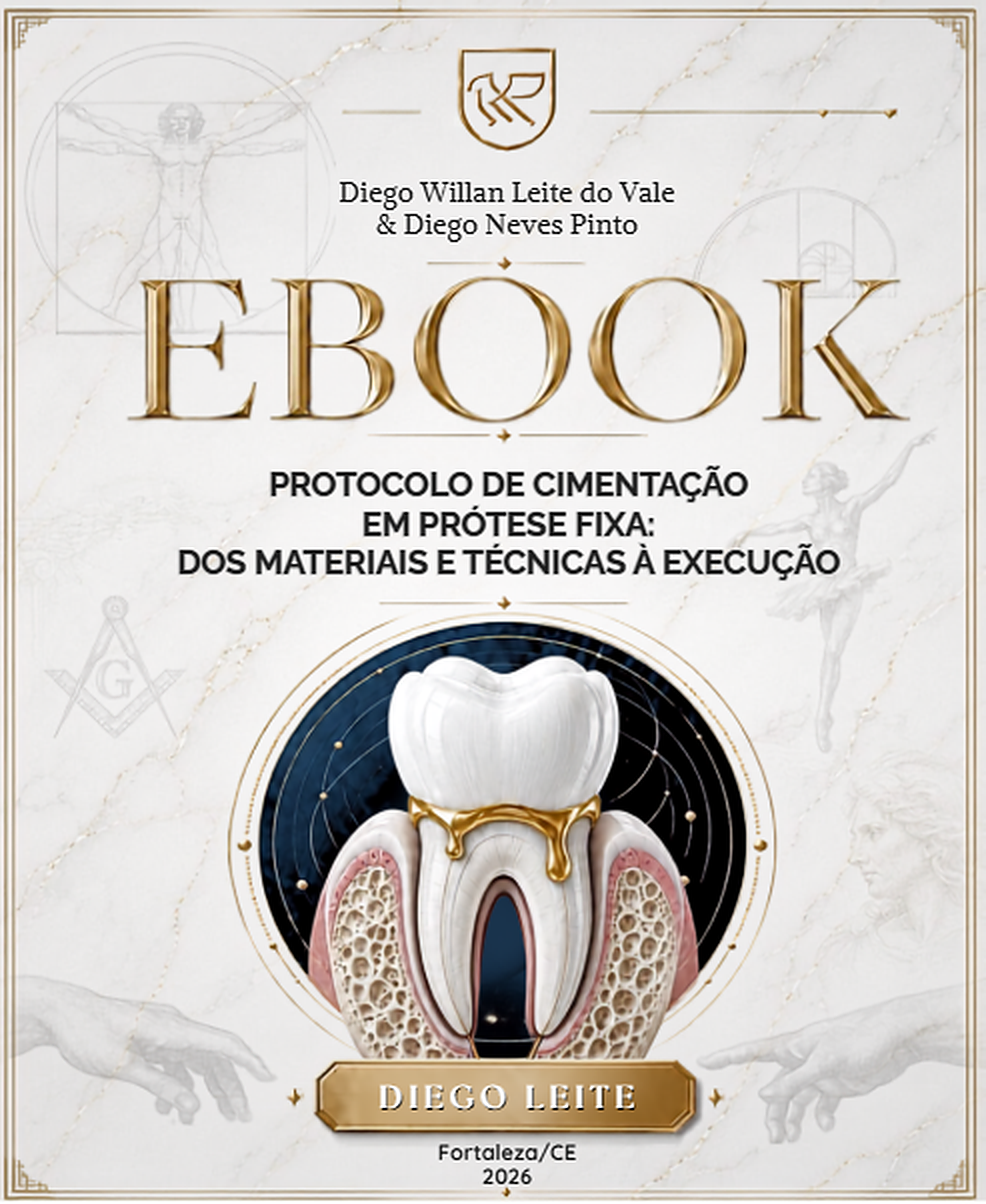 Diego Willan Leite do Vale
& Diego Neves Pinto
EBOOK
PROTOCOLO DE CIMENTAÇÃO
EM PRÓTESE FIXA:
DOS MATERIAIS E TÉCNICAS À EXECUÇÃO
G
DIEGO LEITE
Fortaleza/CE
2026